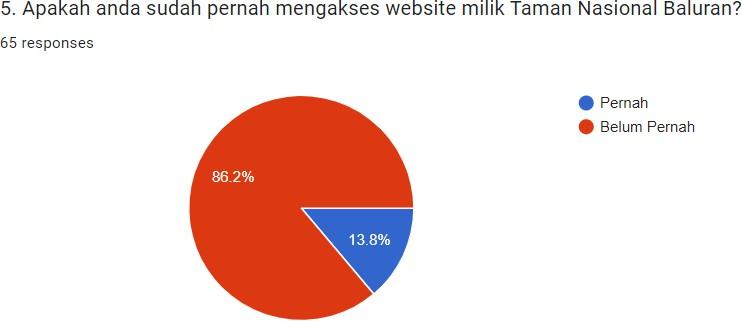 5. Apakah anda sudah pernah mengakses website milik Taman Nasional Baluran?
65 responses
Pernah
Belum Pernah
86.2%
13.8%